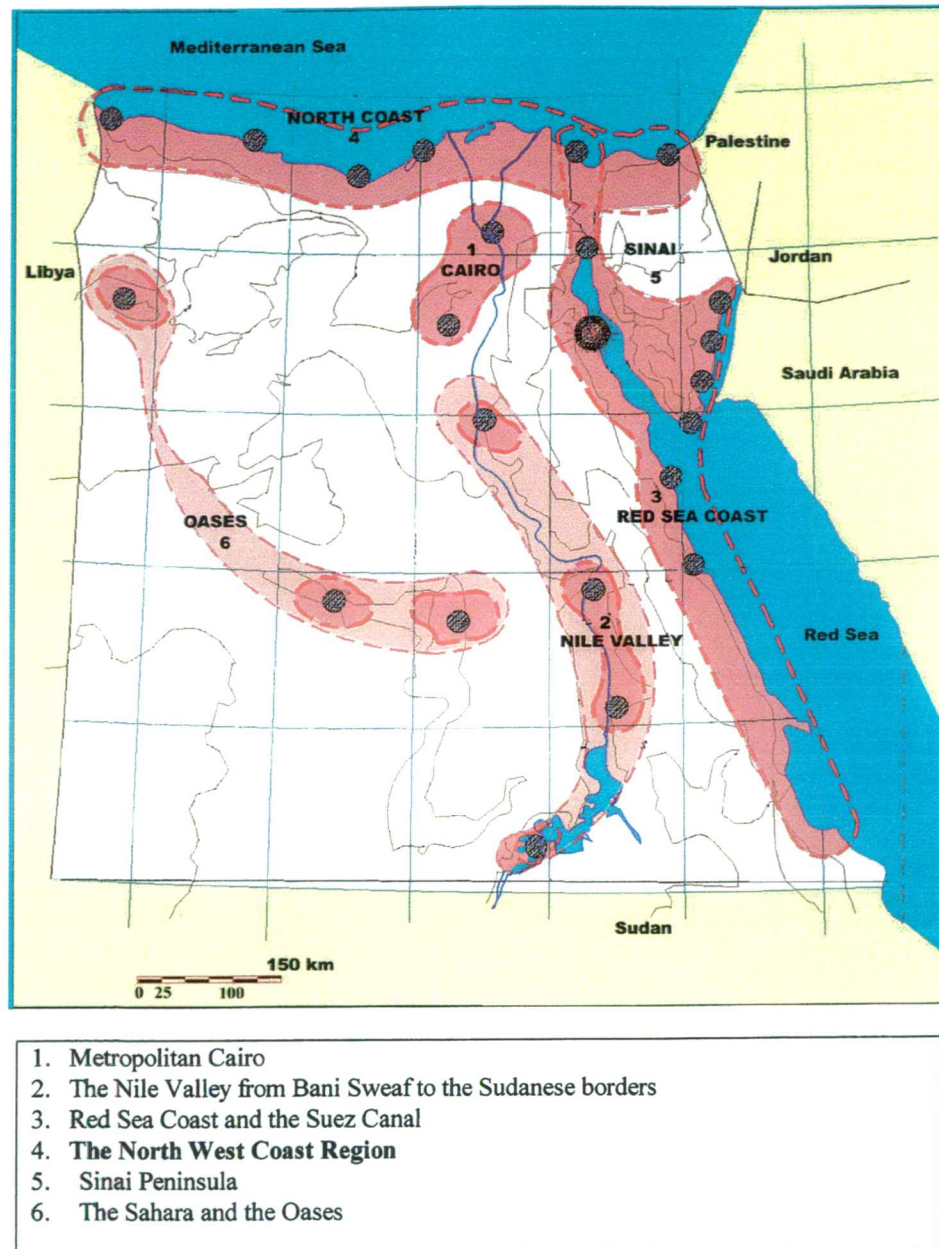 Mediterranean Sea
NORTH COAST
4
Palestine
1
CAIRO
SINAI
5
Libya
Jordan
Saudi Arabia
3
RED SEA COAST
OASES
6
2
NILE VALLEY
Red Sea
Sudan
150 km
0 25 100
1. Metropolitan Cairo
2. The Nile Valley from Bani Sweaf to the Sudanese borders
3. Red Sea Coast and the Suez Canal
4. The North West Coast Region
5. Sinai Peninsula
6. The Sahara and the Oases